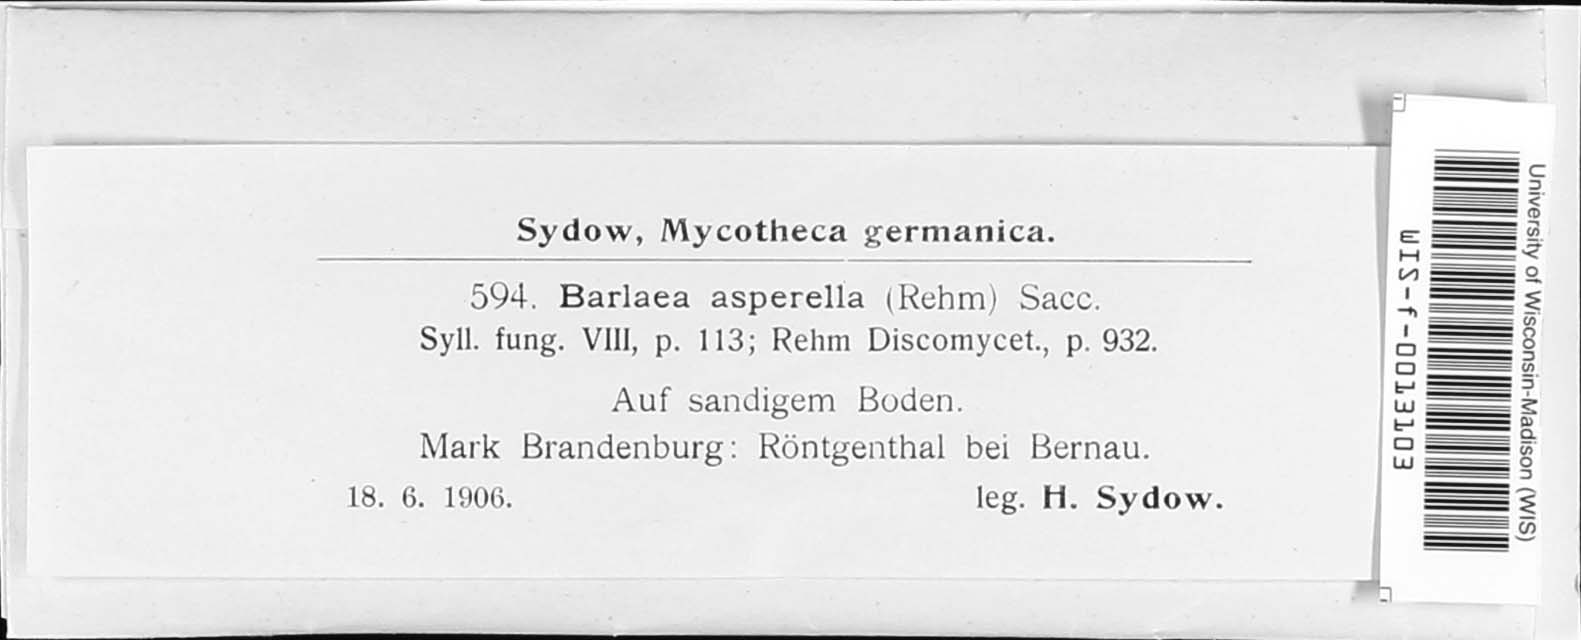 Sydow, Mycotheca germanica.
594. Barlaea asperella (Rehm) Sacc.
Syll. fung. VIII, p. 113; Rehm Discomycet., p. 932.
Auf sandigem Boden.
Mark Brandenburg: Röntgenthal bei Bernau.
18. 6. 1906. leg. H. Sydow.
University of Wisconsin-Madison (WIS)
WIS-f-0013103